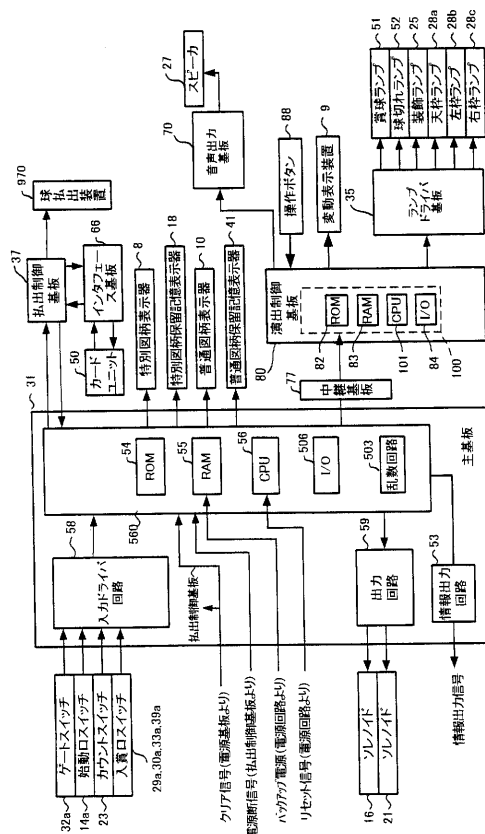 970
球払出装置
37
払出制御
基板
66
インタフェース基板
50
カード
ユニット
8
特別図柄表示器
18
特別図柄保留記憶表示器
10
普通図柄表示器
41
普通図柄保留記憶表示器
27
スピーカ
70
音声出力
基板
88
操作ボタン
9
変動表示装置
35
ランプ
ドライバ
基板
賞球ランプ
51
球切れランプ
52
装飾ランプ
25
天枠ランプ
28a
左枠ランプ
28b
右枠ランプ
28c
80
演出制御
基板
82
ROM
83
RAM
101
CPU
84
I/O
100
77
中継基板
31
主基板
54
ROM
55
RAM
56
CPU
506
I/O
503
乱数回路
560
58
入力ドライバ
回路
59
出力
回路
53
情報出力
回路
払出制御基板へ
32a
ゲートスイッチ
14a
始動口スイッチ
23
カウントスイッチ
入賞口スイッチ
29a,30a,33a,39a
クリア信号(電源基板より)
電源断信号(払出制御基板より)
バックアップ電源(電源回路より)
リセット信号(電源回路より)
16
ソレノイド
21
ソレノイド
情報出力信号